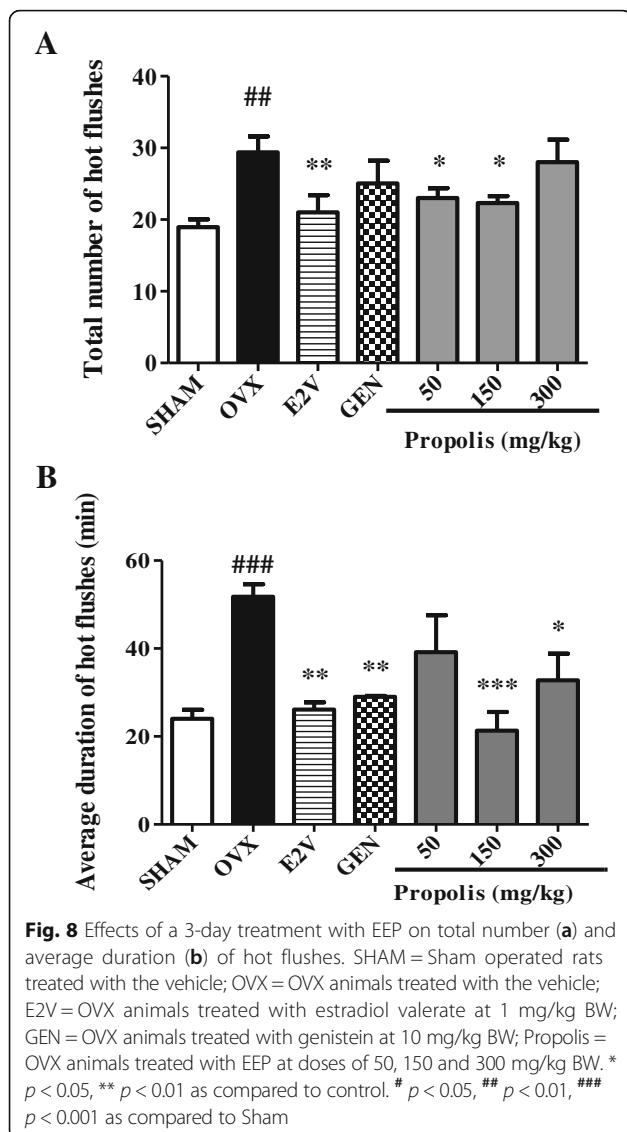 A
Total number of hot flushes
40
30
20
10
0
##
**
*
*
SHAM
OVX
E2V
GEN
50
150
300
Propolis (mg/kg)
B
Average duration of hot flushes (min)
60
40
20
0
###
**
**
***
*
SHAM
OVX
E2V
GEN
50
150
300
Propolis (mg/kg)
Fig. 8 Effects of a 3-day treatment with EEP on total number (a) and
average duration (b) of hot flushes. SHAM = Sham operated rats
treated with the vehicle; OVX = OVX animals treated with the vehicle;
E2V = OVX animals treated with estradiol valerate at 1 mg/kg BW;
GEN = OVX animals treated with genistein at 10 mg/kg BW; Propolis =
OVX animals treated with EEP at doses of 50, 150 and 300 mg/kg BW. *
p < 0.05, ** p < 0.01 as compared to control. # p < 0.05, ## p < 0.01, ###
p < 0.001 as compared to Sham